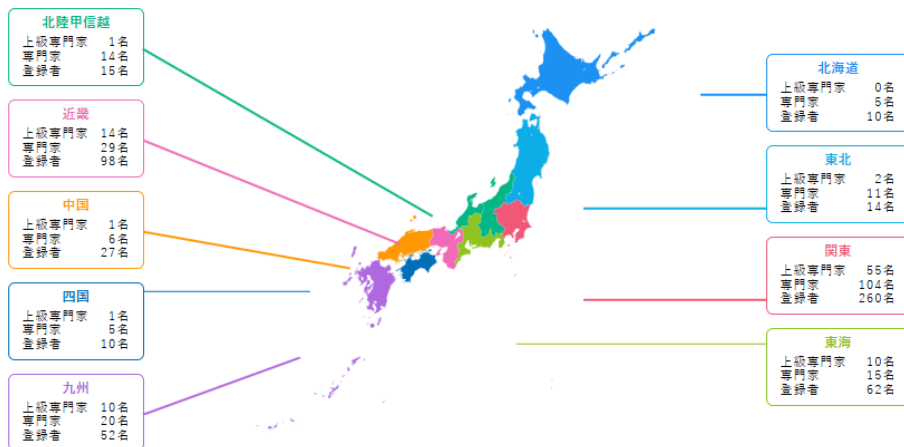 北陸甲信越
上級専門家 1名
専門家 14名
登録者 15名
近畿
上級専門家 14名
専門家 29名
登録者 98名
中国
上級専門家 1名
専門家 6名
登録者 27名
四国
上級専門家 1名
専門家 5名
登録者 10名
九州
上級専門家 10名
専門家 20名
登録者 52名
北海道
上級専門家 0名
専門家 5名
登録者 10名
東北
上級専門家 2名
専門家 11名
登録者 14名
関東
上級専門家 55名
専門家 104名
登録者 260名
東海
上級専門家 10名
専門家 15名
登録者 62名